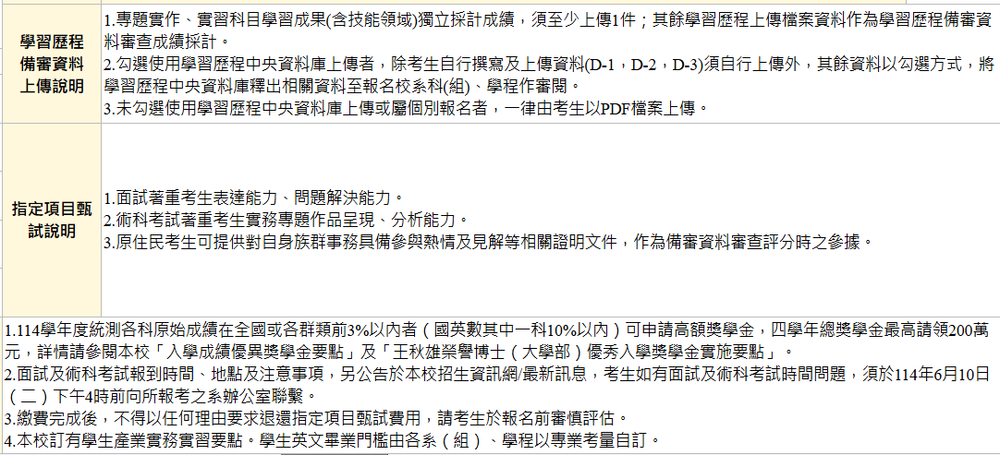 學習歷程
備審資料
上傳說明
1.專題實作、實習科目學習成果(含技能領域)獨立採計成績，須至少上傳1件；其餘學習歷程上傳檔案資料作為學習歷程備審資
料審查成績採計。
2.勾選使用學習歷程中央資料庫上傳者，除考生自行撰寫及上傳資料(D-1，D-2，D-3)須自行上傳外，其餘資料以勾選方式，將
學習歷程中央資料庫釋出相關資料至報名校系科(組)、學程作審閱。
3.未勾選使用學習歷程中央資料庫上傳或屬個別報名者，一律由考生以PDF檔案上傳。
指定項目甄
試說明
1.面試著重考生表達能力、問題解決能力。
2.術科考試著重考生實務專題作品呈現、分析能力。
3.原住民考生可提供對自身族群事務具備參與熱情及見解等相關證明文件，作為備審資料審查評分時之參據。
1.114學年度統測各科原始成績在全國或各群類前3%以內者（國英數其中一科10%以內）可申請高額獎學金，四學年總獎學金最高請領200萬
元，詳情請參閱本校「入學成績優異獎學金要點」及「王秋雄榮譽博士（大學部）優秀入學獎學金實施要點」。
2.面試及術科考試報到時間、地點及注意事項，另公告於本校招生資訊網/最新訊息，考生如有面試及術科考試時間問題，須於114年6月10日
（二）下午4時前向所報考之系辦公室聯繫。
3.繳費完成後，不得以任何理由要求退還指定項目甄試費用，請考生於報名前審慎評估。
4.本校訂有學生產業實務實習要點。學生英文畢業門檻由各系（組）、學程以專業考量自訂。